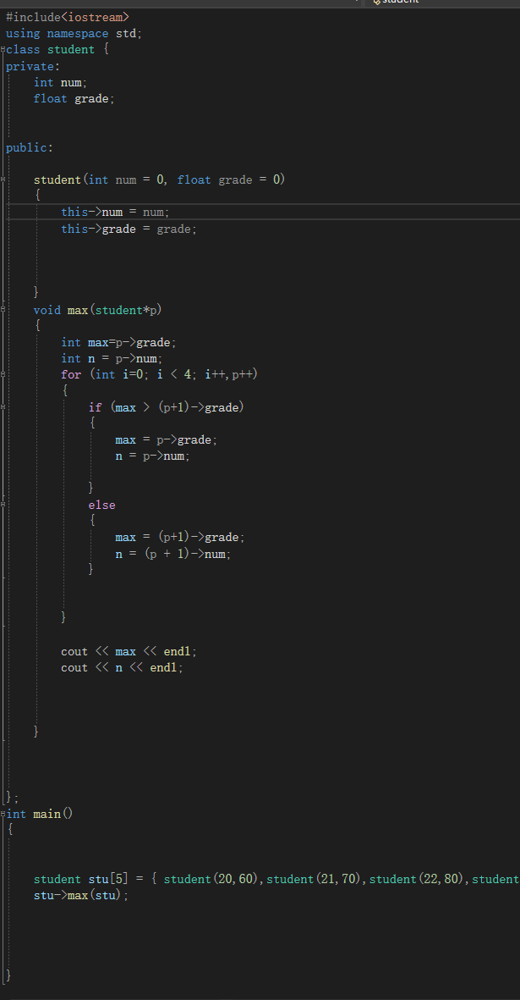 student
#include<iostream>
using namespace std;
class student {
private:
int num;
float grade;
public:
student(int num = 0, float grade = 0)
{
this->num = num;
this->grade = grade;
}
void max(student*p)
{
int max=p->grade;
int n = p->num;
for (int i=0; i < 4; i++,p++)
{
if (max > (p+1)->grade)
{
max = p->grade;
n = p->num;
}
else
{
max = (p+1)->grade;
n = (p + 1)->num;
}
}
cout << max << endl;
cout << n << endl;
}
};
int main()
{
student stu[5] = { student(20,60),student(21,70),student(22,80),student
stu->max(stu);
}